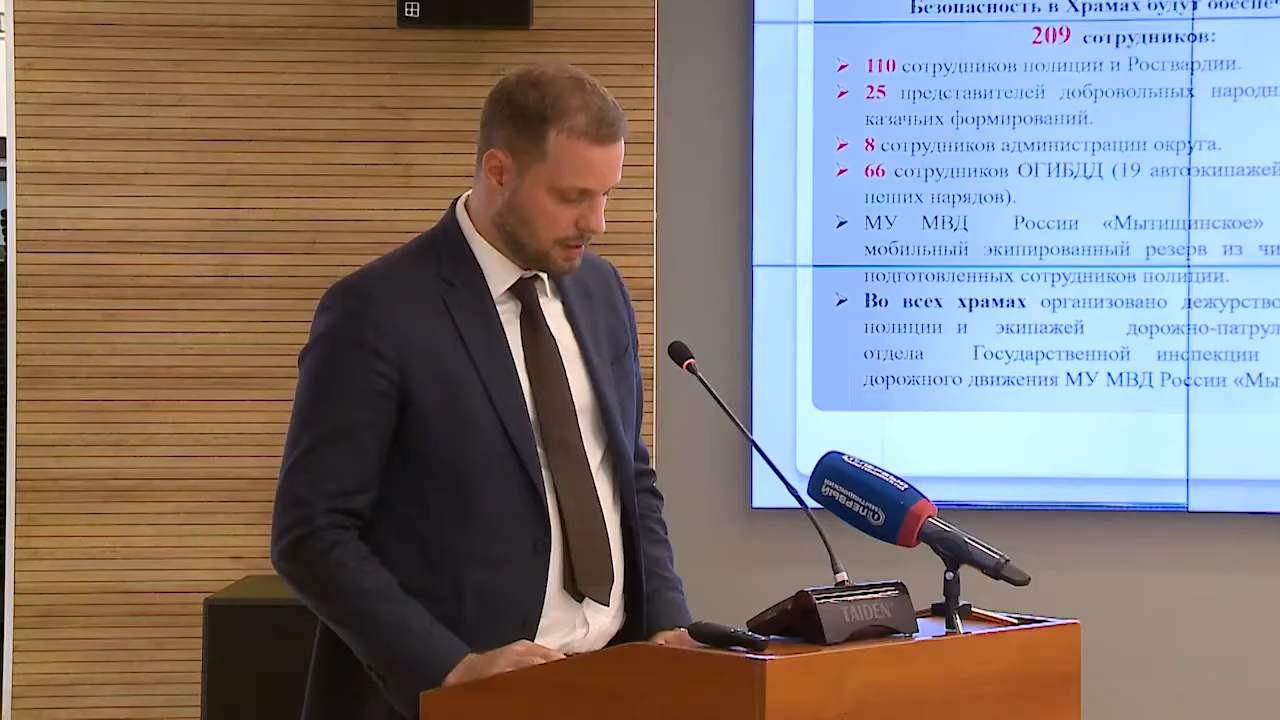 Безопасность в Храмах будут обеспе
209 сотрудников:
110 сотрудников полиции и Росгвардии.
25 представителей добровольных народн
казачьих формирований.
8 сотрудников администрации округа.
66 сотрудников ОГИБДД (19 автоэкипажей
пеших нарядов).
МУ МВД России «Мытищинское»
мобильный экипированный резерв из чи
подготовленных сотрудников полиции.
Во всех храмах организовано дежурство
полиции и экипажей дорожно-патрул
отдела Государственной инспекции
дорожного движения МУ МВД России «Мы
ПЕРВЫЙ
МЫТИЩИНСКИЙ
TAIDEN